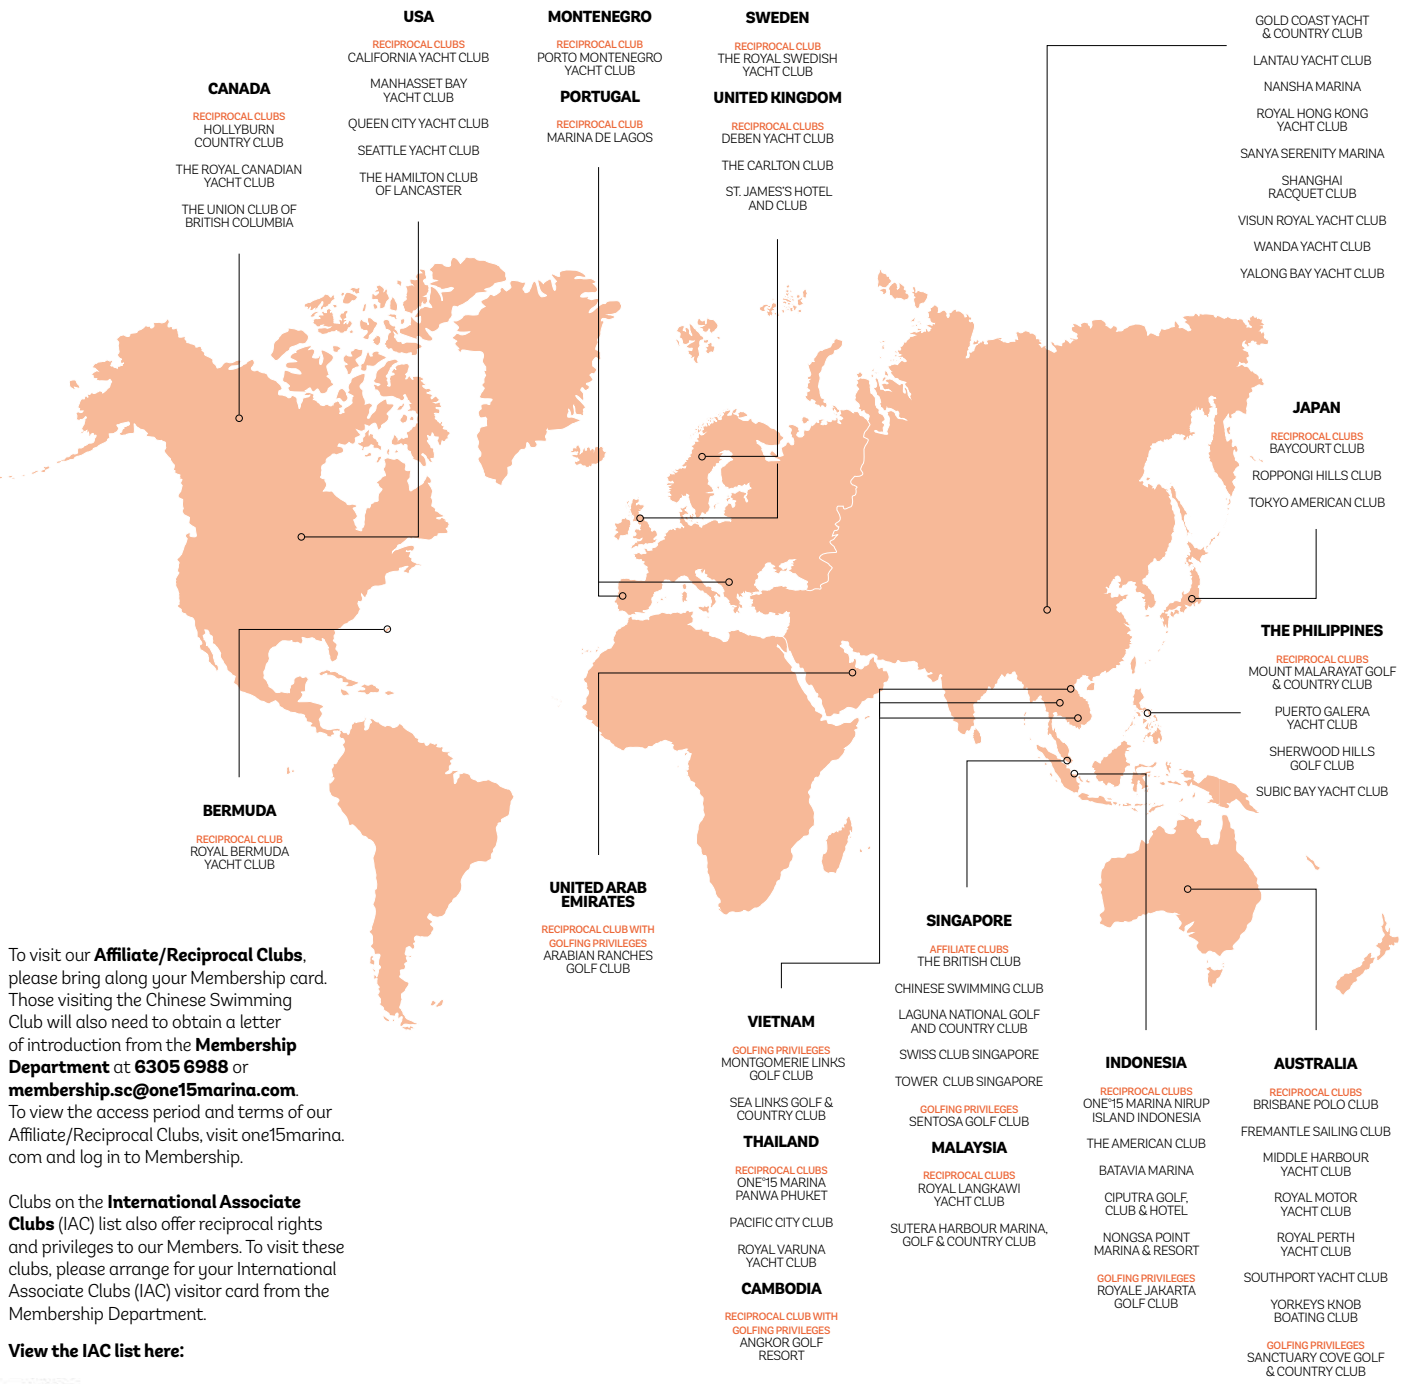 USA
RECIPROCAL CLUBS
CALIFORNIA YACHT CLUB
MANHASSET BAY
YACHT CLUB
QUEEN CITY YACHT CLUB
SEATTLE YACHT CLUB
THE HAMILTON CLUB
OF LANCASTER
MONTENEGRO
RECIPROCAL CLUB
PORTO MONTENEGRO
YACHT CLUB
PORTUGAL
RECIPROCAL CLUB
MARINA DE LAGOS
SWEDEN
RECIPROCAL CLUB
THE ROYAL SWEDISH
YACHT CLUB
UNITED KINGDOM
RECIPROCAL CLUBS
DEBEN YACHT CLUB
THE CARLTON CLUB
ST. JAMES'S HOTEL
AND CLUB
GOLD COAST YACHT
& COUNTRY CLUB
LANTAU YACHT CLUB
NANSHA MARINA
ROYAL HONG KONG
YACHT CLUB
SANYA SERENITY MARINA
SHANGHAI
RACQUET CLUB
VISUN ROYAL YACHT CLUB
WANDA YACHT CLUB
YALONG BAY YACHT CLUB
CANADA
RECIPROCAL CLUBS
HOLLYBURN
COUNTRY CLUB
THE ROYAL CANADIAN
YACHT CLUB
THE UNION CLUB OF
BRITISH COLUMBIA
JAPAN
RECIPROCAL CLUBS
BAYCOURT CLUB
ROPPONGI HILLS CLUB
TOKYO AMERICAN CLUB
THE PHILIPPINES
RECIPROCAL CLUBS
MOUNT MALARAYAT GOLF
& COUNTRY CLUB
PUERTO GALERA
YACHT CLUB
SHERWOOD HILLS
GOLF CLUB
SUBIC BAY YACHT CLUB
BERMUDA
RECIPROCAL CLUB
ROYAL BERMUDA
YACHT CLUB
UNITED ARAB
EMIRATES
RECIPROCAL CLUB WITH
GOLFING PRIVILEGES
ARABIAN RANCHES
GOLF CLUB
To visit our Affiliate/Reciprocal Clubs,
please bring along your Membership card.
Those visiting the Chinese Swimming
Club will also need to obtain a letter
of introduction from the Membership
Department at 6305 6988 or
membership.sc@one15marina.com.
To view the access period and terms of our
Affiliate/Reciprocal Clubs, visit one15marina.
com and log in to Membership.
Clubs on the International Associate
Clubs (IAC) list also offer reciprocal rights
and privileges to our Members. To visit these
clubs, please arrange for your International
Associate Clubs (IAC) visitor card from the
Membership Department.
View the IAC list here:
VIETNAM
GOLFING PRIVILEGES
MONTGOMERIE LINKS
GOLF CLUB
SEA LINKS GOLF &
COUNTRY CLUB
THAILAND
RECIPROCAL CLUBS
ONE°15 MARINA
PANWA PHUKET
PACIFIC CITY CLUB
ROYAL VARUNA
YACHT CLUB
CAMBODIA
RECIPROCAL CLUB WITH
GOLFING PRIVILEGES
ANGKOR GOLF
RESORT
SINGAPORE
AFFILIATE CLUBS
THE BRITISH CLUB
CHINESE SWIMMING CLUB
LAGUNA NATIONAL GOLF
AND COUNTRY CLUB
SWISS CLUB SINGAPORE
TOWER CLUB SINGAPORE
GOLFING PRIVILEGES
SENTOSA GOLF CLUB
MALAYSIA
RECIPROCAL CLUBS
ROYAL LANGKAWI
YACHT CLUB
SUTERA HARBOUR MARINA,
GOLF & COUNTRY CLUB
INDONESIA
RECIPROCAL CLUBS
ONE°15 MARINA NIRUP
ISLAND INDONESIA
THE AMERICAN CLUB
BATAVIA MARINA
CIPUTRA GOLF,
CLUB & HOTEL
NONGSA POINT
MARINA & RESORT
GOLFING PRIVILEGES
ROYALE JAKARTA
GOLF CLUB
AUSTRALIA
RECIPROCAL CLUBS
BRISBANE POLO CLUB
FREMANTLE SAILING CLUB
MIDDLE HARBOUR
YACHT CLUB
ROYAL MOTOR
YACHT CLUB
ROYAL PERTH
YACHT CLUB
SOUTHPORT YACHT CLUB
YORKEYS KNOB
BOATING CLUB
GOLFING PRIVILEGES
SANCTUARY COVE GOLF
& COUNTRY CLUB